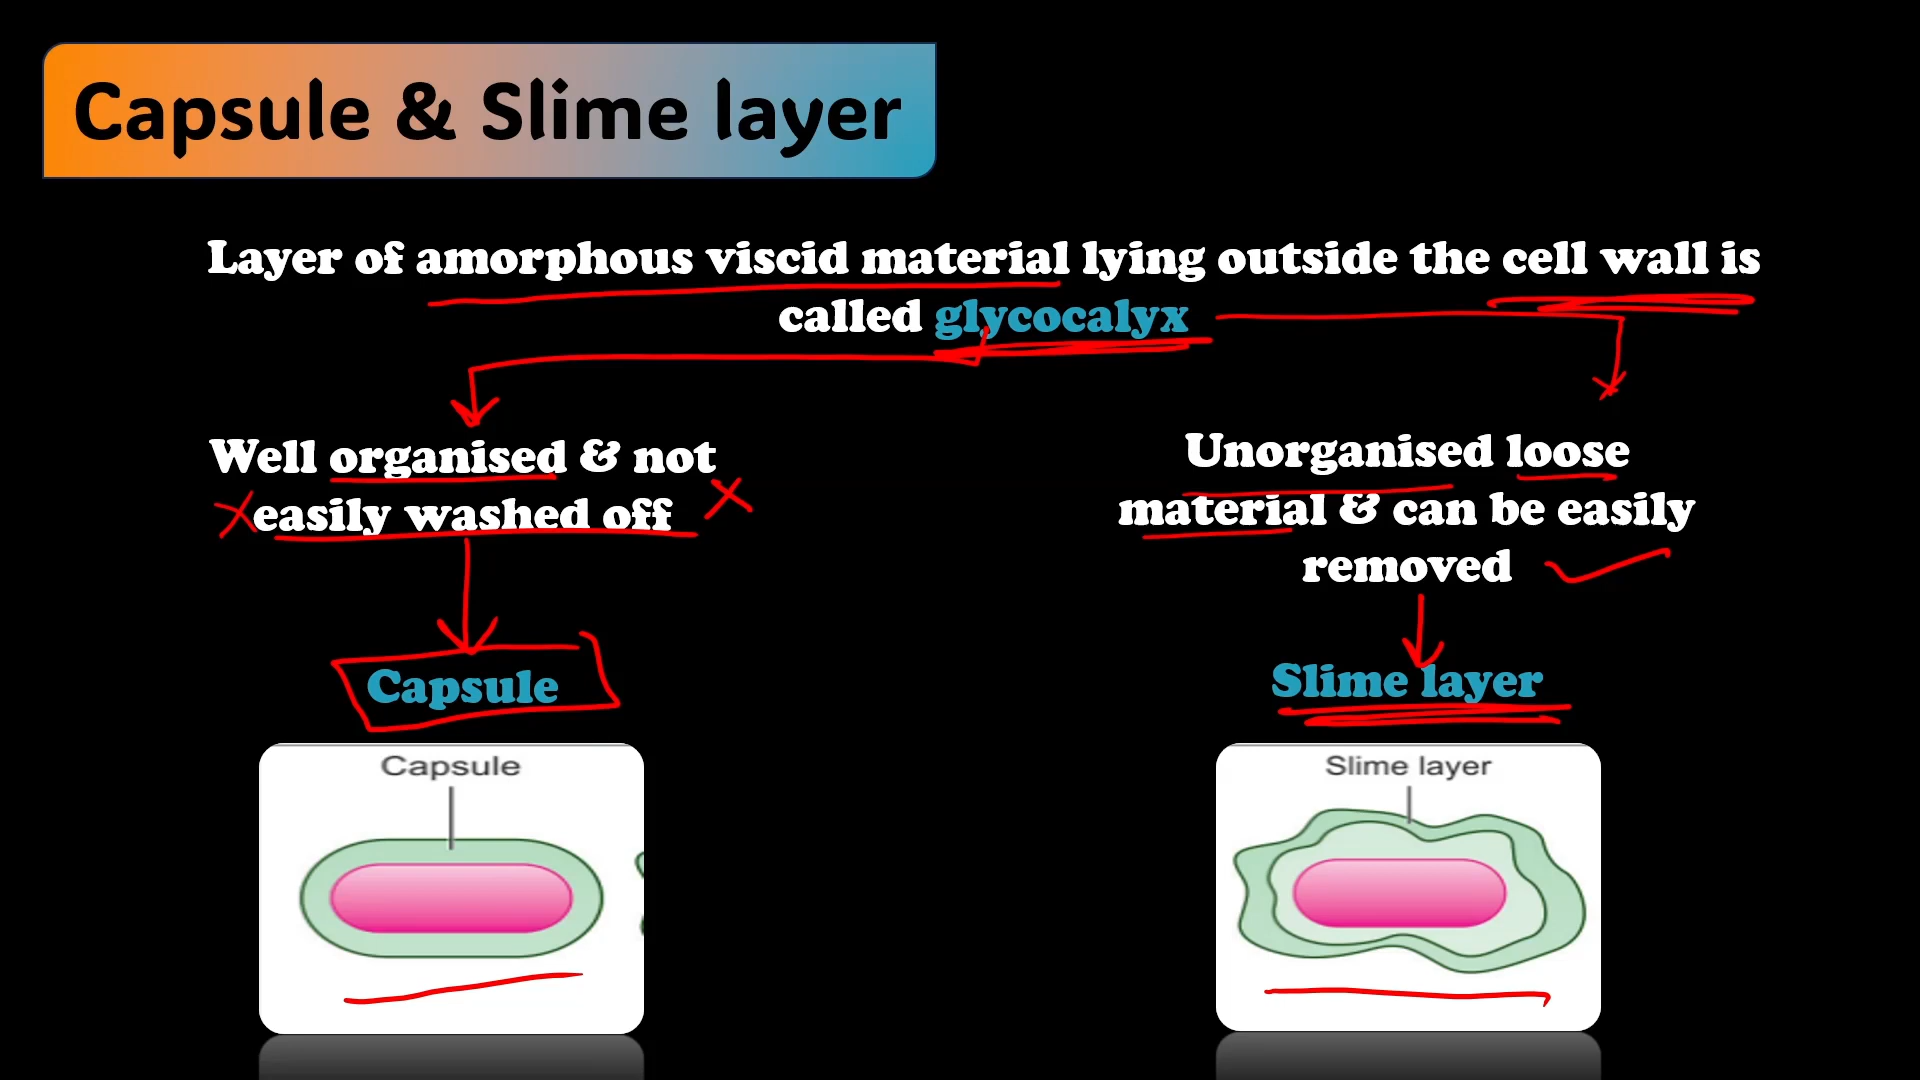 Capsule & Slime layer
Layer of amorphous viscid material lying outside the cell wall is
called glycocalyx
Well organised & not
easily washed off
Capsule
Capsule
Unorganised loose
material & can be easily
removed
Slime layer
Slime layer